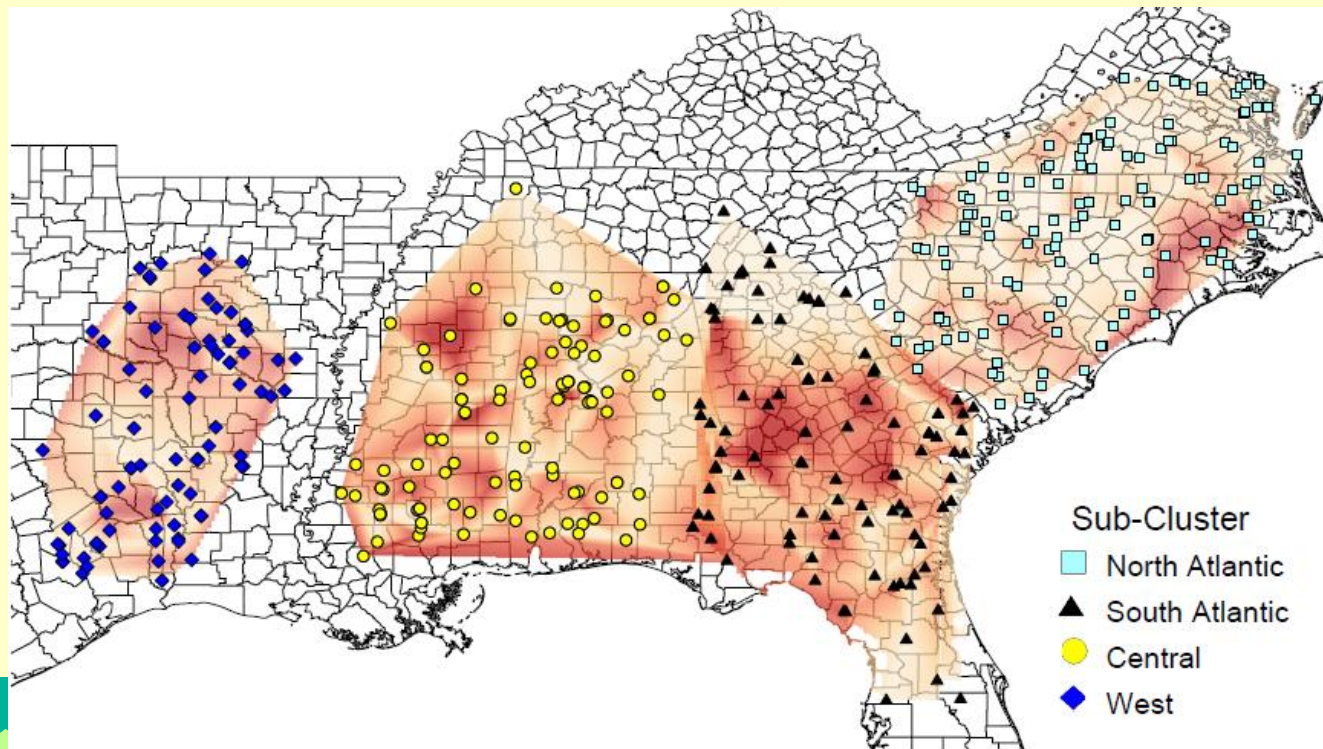 Sub-Cluster
North Atlantic
South Atlantic
Central
West